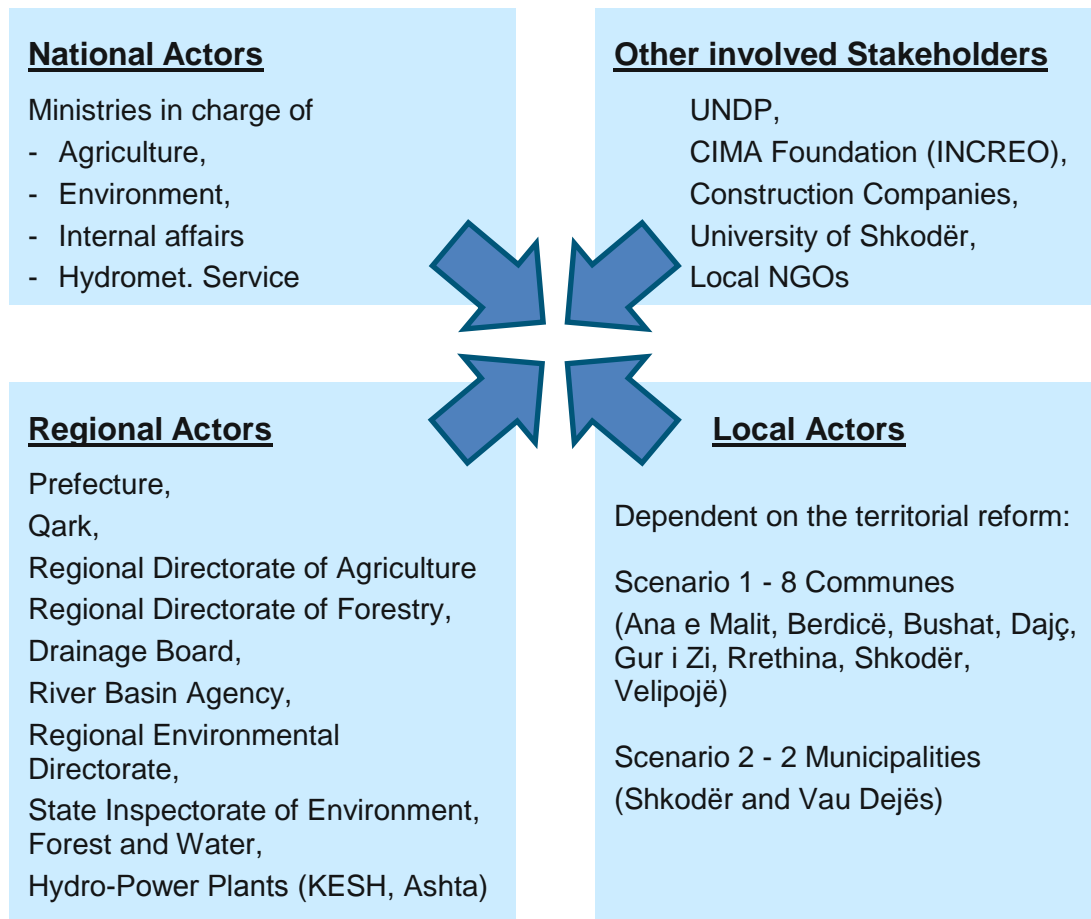 National Actors
Ministries in charge of
- Agriculture,
- Environment,
- Internal affairs
- Hydromet. Service
Other involved Stakeholders
UNDP,
CIMA Foundation (INCREO),
Construction Companies,
University of Shkodër,
Local NGOs
Regional Actors
Prefecture,
Qark,
Regional Directorate of Agriculture
Regional Directorate of Forestry,
Drainage Board,
River Basin Agency,
Regional Environmental
Directorate,
State Inspectorate of Environment,
Forest and Water,
Hydro-Power Plants (KESH, Ashta)
Local Actors
Dependent on the territorial reform:
Scenario 1 - 8 Communes
(Ana e Malit, Berdicë, Bushat, Dajç,
Gur i Zi, Rrethina, Shkodër,
Velipojë)
Scenario 2 - 2 Municipalities
(Shkodër and Vau Dejës)